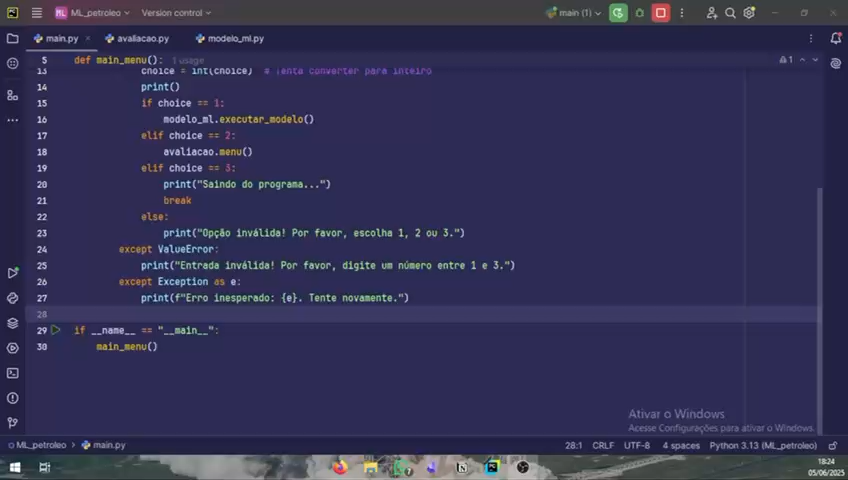 ML_petroleo
Version control
main (1)
main.py
avaliacao.py
modelo_ml.py
5 def main_menu(): 1 usage
1
13 choice = int(choice) # Tenta converter para inteiro
14 print()
15 if choice == 1:
16 modelo_ml.executar_modelo()
17 elif choice == 2:
18 avaliacao.menu()
19 elif choice == 3:
20 print("Saindo do programa...")
21 break
22 else:
23 print("Opção inválida! Por favor, escolha 1, 2 ou 3.")
24 except ValueError:
25 print("Entrada inválida! Por favor, digite um número entre 1 e 3.")
26 except Exception as e:
27 print(f"Erro inesperado: {e}. Tente novamente.")
28
29 if __name__ == "__main__":
30 main_menu()
Ativar o Windows
Acesse Configurações para ativar o Windows.
ML_petroleo > main.py
28:1 CRLF UTF-8 4 spaces Python 3.13 (ML_petroleo)
18:24
05/06/2025